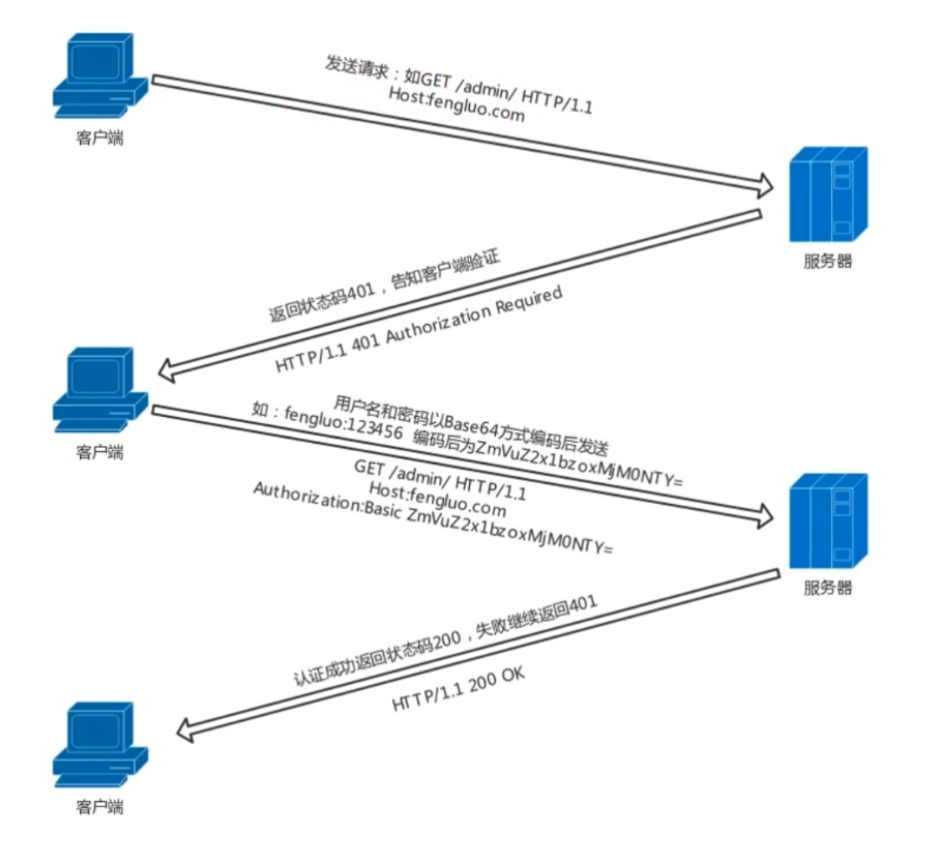 发送请求：如GET /admin/ HTTP/1.1
Host:fengluo.com
客户端
服务器
返回状态码401，告知客户端验证
HTTP/1.1 401 Authorization Required
客户端
用户名和密码以Base64方式编码后发送
如：fengluo:123456 编码后为ZmVuZ2x1bzoxMjM0NTY=
GET /admin/ HTTP/1.1
Host:fengluo.com
Authorization:Basic ZmVuZ2x1bzoxMjM0NTY=
服务器
认证成功返回状态码200，失败继续返回401
HTTP/1.1 200 OK
客户端